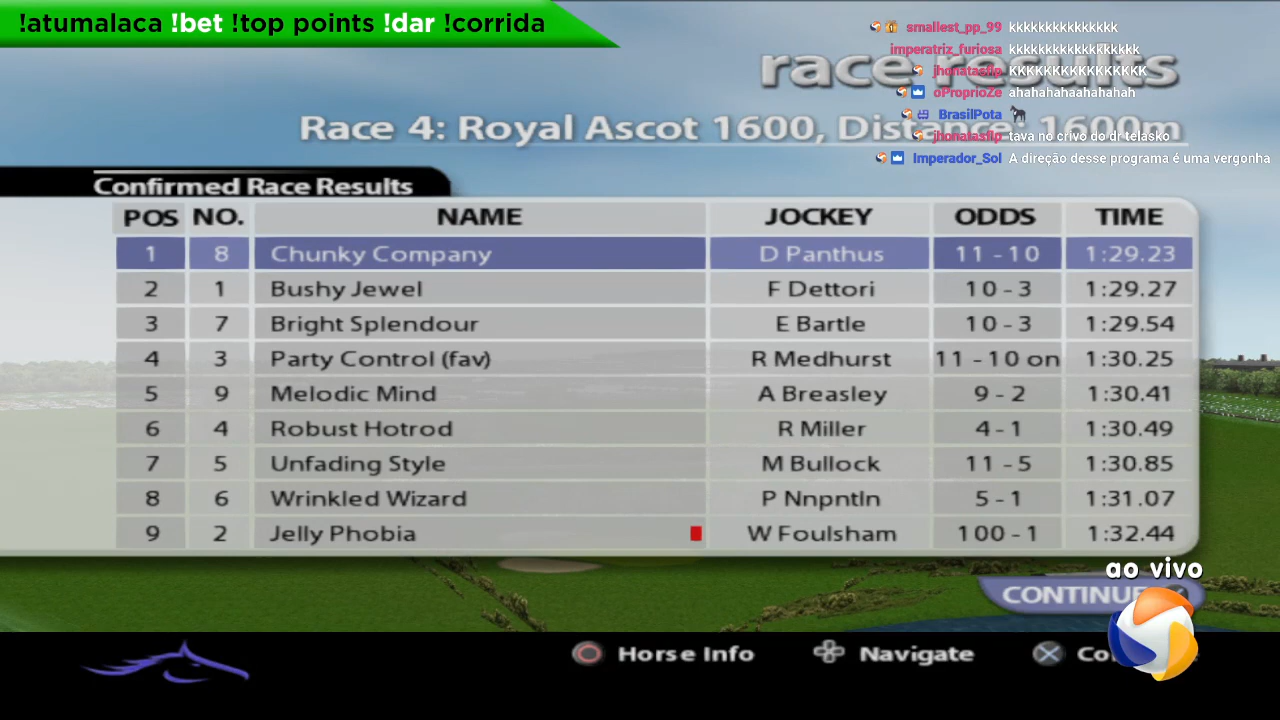 !atumalaca !bet !top points !dar !corrida
smallest_pp_99 kkkkkkkkkkkkkkk
imperatriz_furiosa kkkkkkkkkkkkkkkkkk
jhonatasflp KKKKKKKKKKKKKKKK
oProprioZe ahahahahaahahahah
BrasilPota
jhonatasflp tava no crivo do dr telasko
Imperador_Sol A direção desse programa é uma vergonha
race results
Race 4: Royal Ascot 1600, Distance 1600m
Confirmed Race Results
POS NO. NAME JOCKEY ODDS TIME
1 8 Chunky Company D Panthus 11 - 10 1:29.23
2 1 Bushy Jewel F Dettori 10 - 3 1:29.27
3 7 Bright Splendour E Bartle 10 - 3 1:29.54
4 3 Party Control (fav) R Medhurst 11 - 10 on 1:30.25
5 9 Melodic Mind A Breasley 9 - 2 1:30.41
6 4 Robust Hotrod R Miller 4 - 1 1:30.49
7 5 Unfading Style M Bullock 11 - 5 1:30.85
8 6 Wrinkled Wizard P Nnpntln 5 - 1 1:31.07
9 2 Jelly Phobia W Foulsham 100 - 1 1:32.44
ao vivo
CONTINUE
Horse Info Navigate